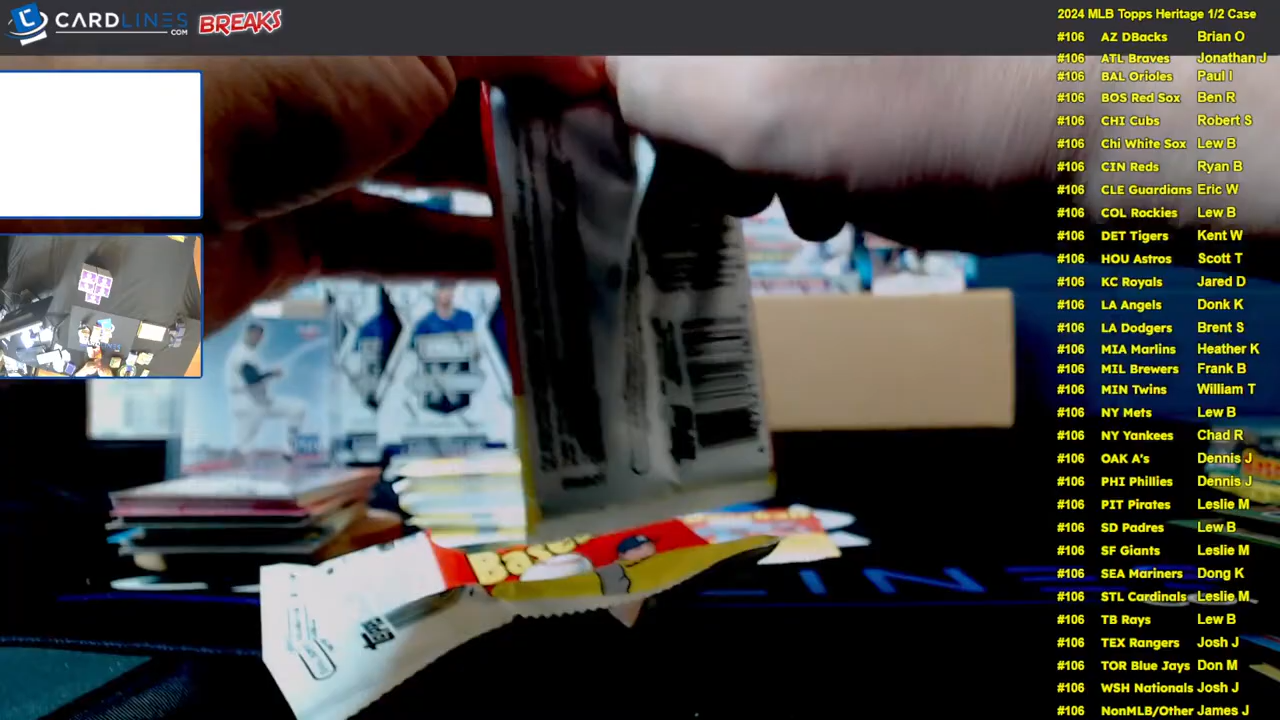 CARDLINES
.COM
BREAKS
2024 MLB Topps Heritage 1/2 Case
#106 AZ DBacks Brian O
#106 ATL Braves Jonathan J
#106 BAL Orioles Paul I
#106 BOS Red Sox Ben R
#106 CHI Cubs Robert S
#106 Chi White Sox Lew B
#106 CIN Reds Ryan B
#106 CLE Guardians Eric W
#106 COL Rockies Lew B
#106 DET Tigers Kent W
#106 HOU Astros Scott T
#106 KC Royals Jared D
#106 LA Angels Donk K
#106 LA Dodgers Brent S
#106 MIA Marlins Heather K
#106 MIL Brewers Frank B
#106 MIN Twins William T
#106 NY Mets Lew B
#106 NY Yankees Chad R
#106 OAK A's Dennis J
#106 PHI Phillies Dennis J
#106 PIT Pirates Leslie M
#106 SD Padres Lew B
#106 SF Giants Leslie M
#106 SEA Mariners Dong K
#106 STL Cardinals Leslie M
#106 TB Rays Lew B
#106 TEX Rangers Josh J
#106 TOR Blue Jays Don M
#106 WSH Nationals Josh J
#106 NonMLB/Other James J